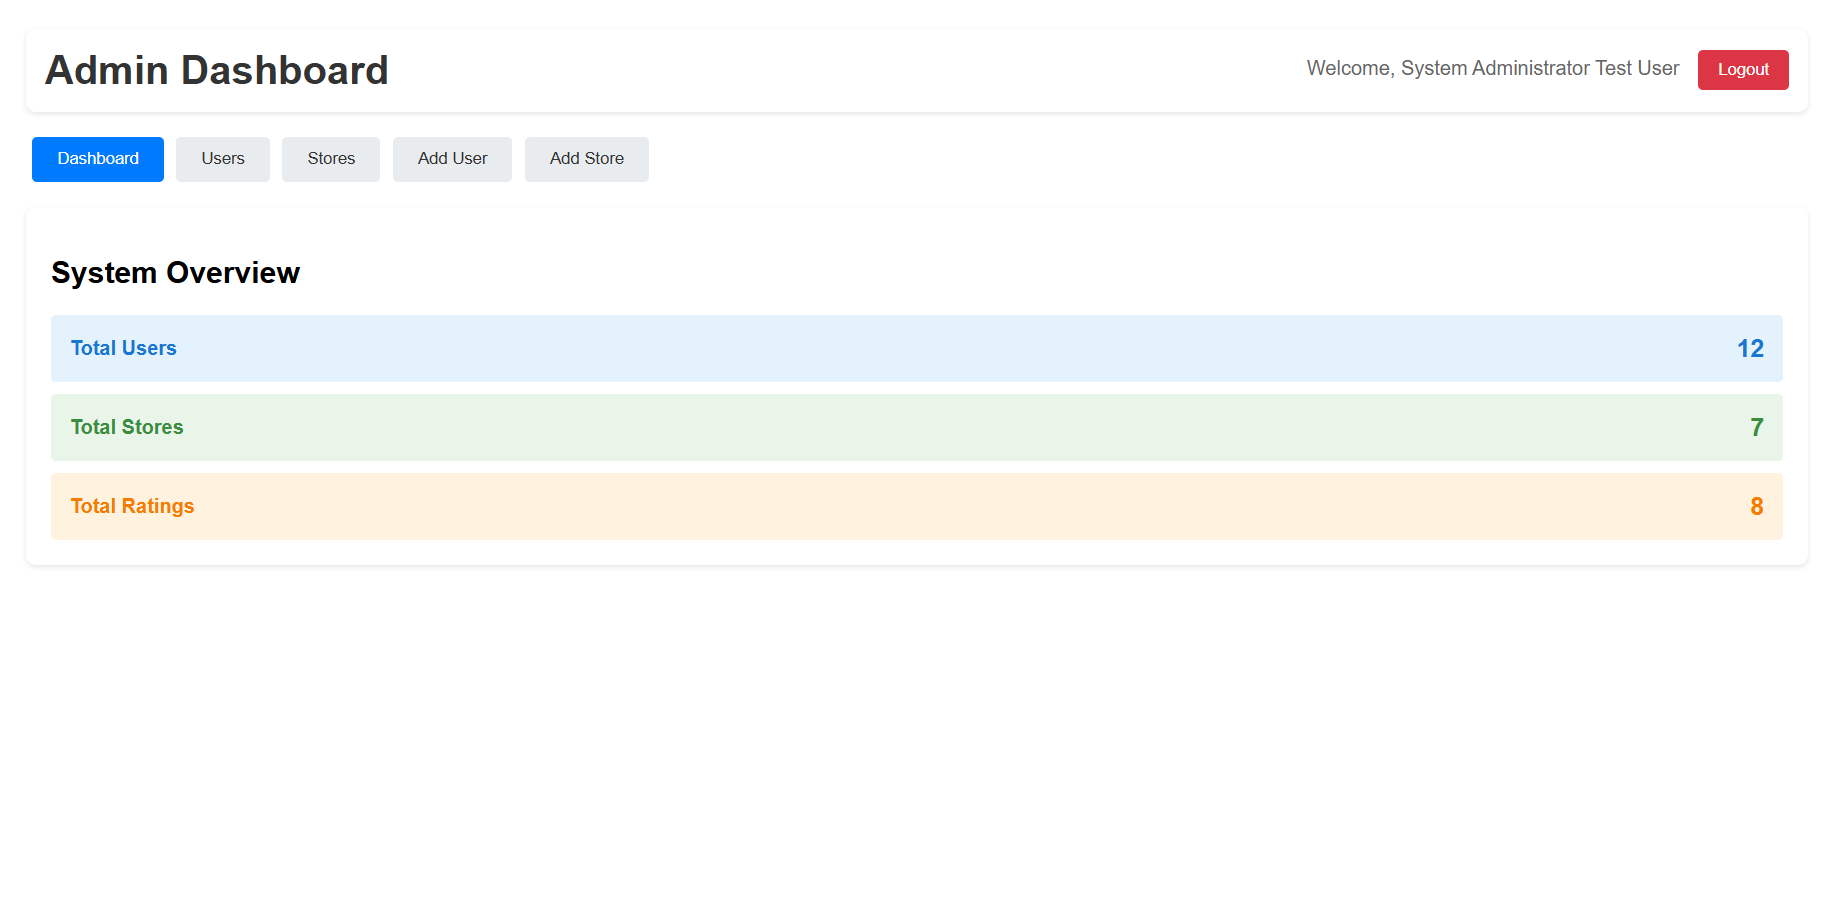 Admin Dashboard
Welcome, System Administrator Test User
Logout
Dashboard
Users
Stores
Add User
Add Store
System Overview
Total Users
12
Total Stores
7
Total Ratings
8